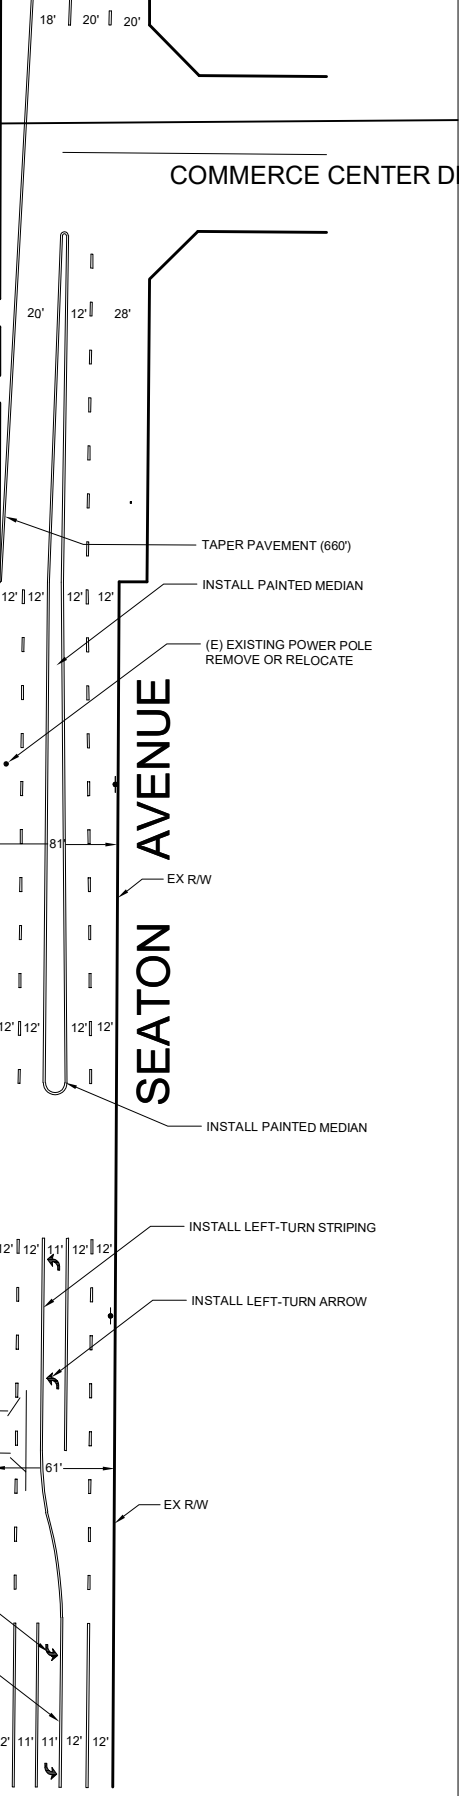 18' 20' 20'
COMMERCE CENTER
20' 12' 28'
TAPER PAVEMENT (660')
INSTALL PAINTED MEDIAN
12' 12' 12' 12'
(E) EXISTING POWER POLE
REMOVE OR RELOCATE
SEATON AVENUE
81'
EX R/W
12' 12' 12' 12'
INSTALL PAINTED MEDIAN
INSTALL LEFT-TURN STRIPING
12' 12' 11' 12' 12'
INSTALL LEFT-TURN ARROW
61'
EX R/W
11' 11' 12' 12'